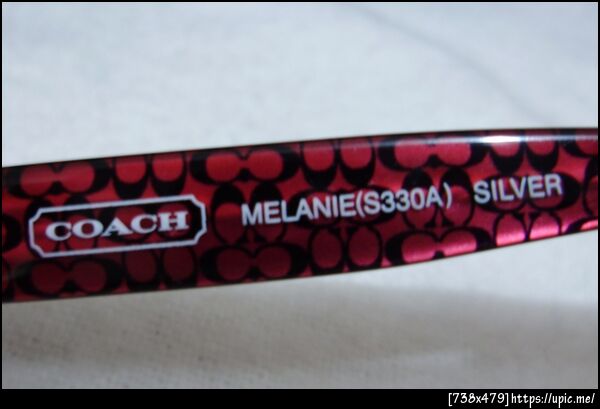 COACH MELANIE(S330A) SILVER
[738x479]https://upic.me/